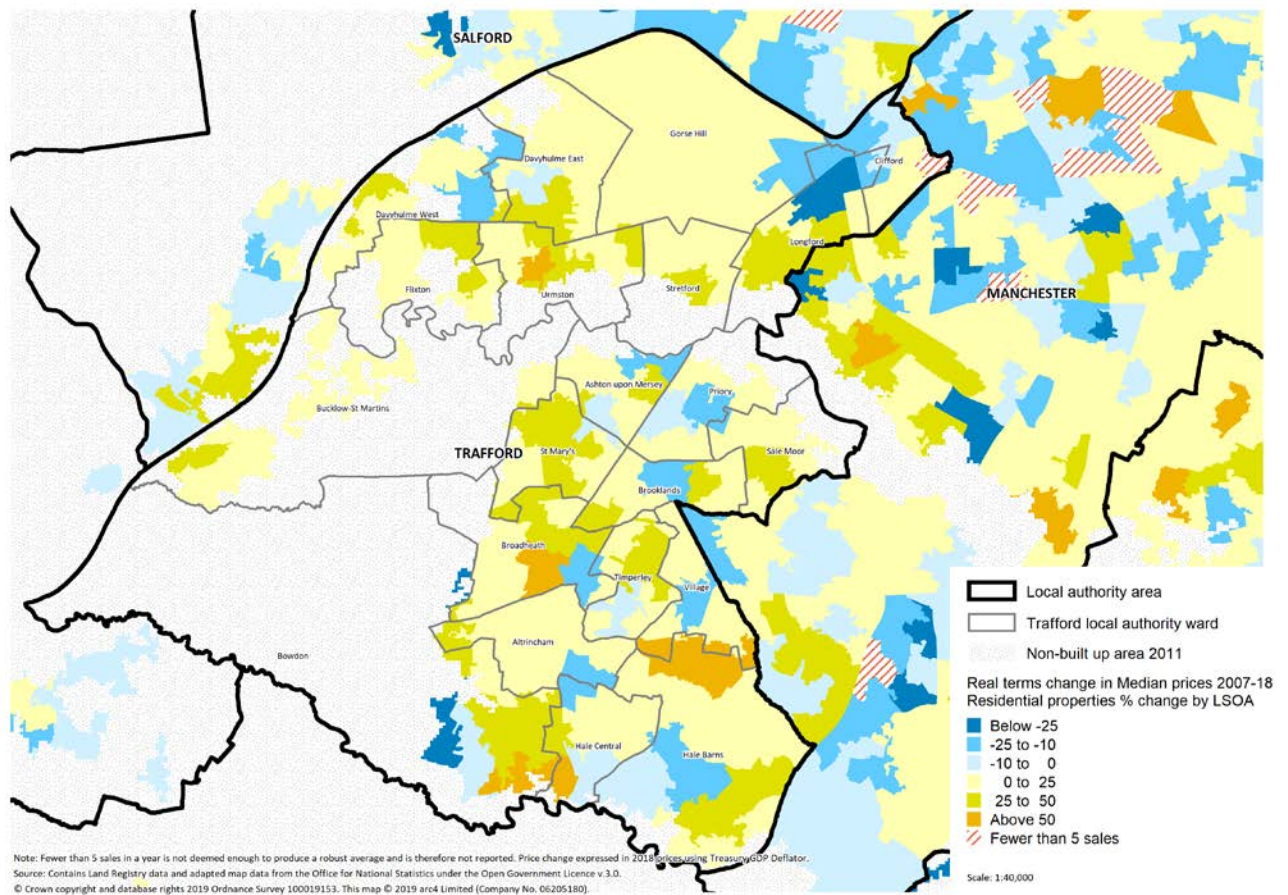 SALFORD
Gorse Hill
Davyhulme East
Clifford
Davyhulme West
Longford
Flixton
Urmston
Stretford
MANCHESTER
Ashton upon Mersey
Priory
Bucklow-St Martins
TRAFFORD
St Mary's
Sale Moor
Brooklands
Broadheath
Timperley
Village
Altrincham
Bowdon
Hale Central
Hale Barns
Local authority area
Trafford local authority ward
Non-built up area 2011
Real terms change in Median prices 2007-18
Residential properties % change by LSOA
Below -25
-25 to -10
-10 to 0
0 to 25
25 to 50
Above 50
Fewer than 5 sales
Scale: 1:40,000
Note: Fewer than 5 sales in a year is not deemed enough to produce a robust average and is therefore not reported. Price change expressed in 2018 prices using Treasury GDP Deflator.
Source: Contains Land Registry data and adapted map data from the Office for National Statistics under the Open Government Licence v.3.0.
© Crown copyright and database rights 2019 Ordnance Survey 100019153. This map © 2019 arc4 Limited (Company No. 06205180).